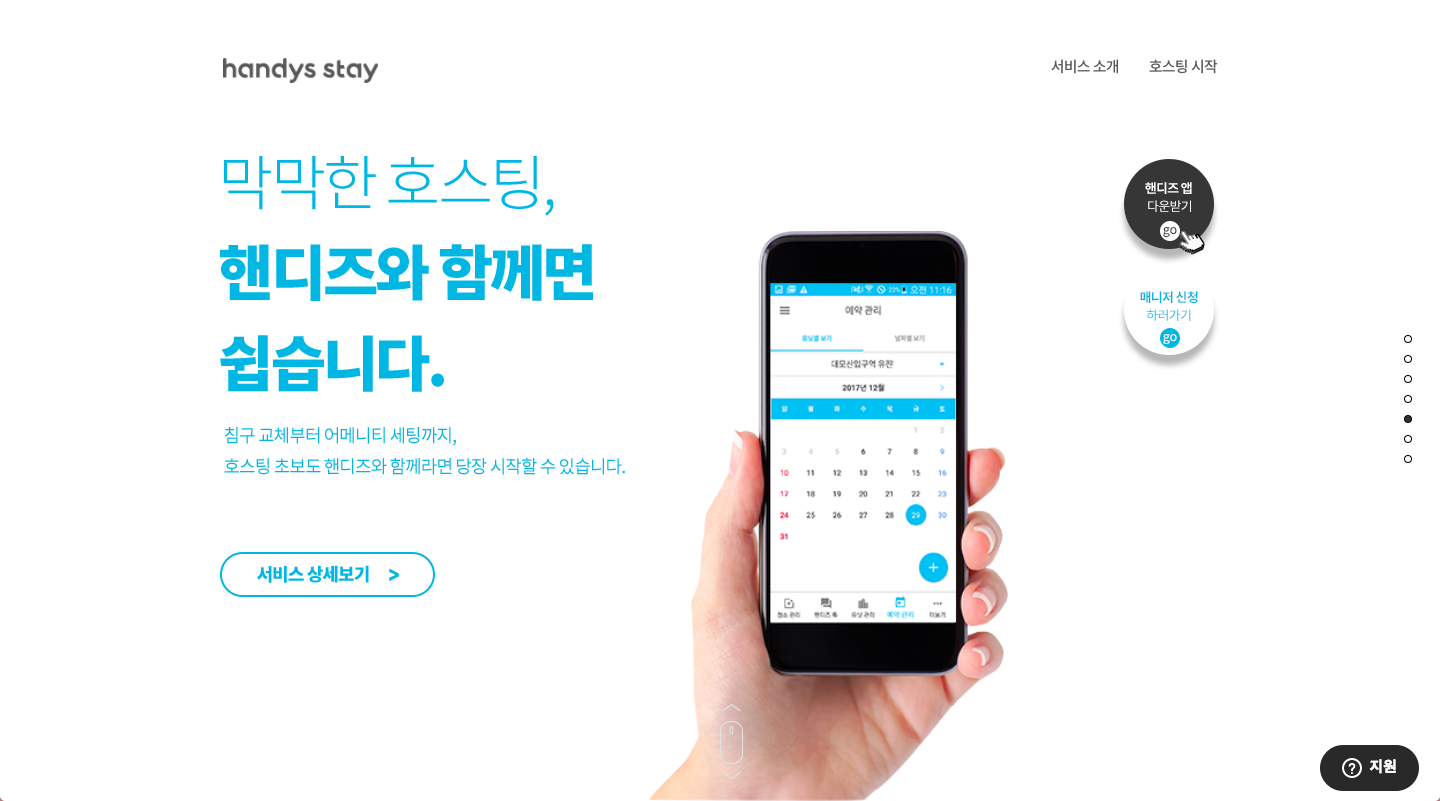 handys stay
서비스 소개
호스팅 시작
막막한 호스팅,
핸디즈와 함께면
쉽습니다.
침구 교체부터 어메니티 세팅까지,
호스팅 초보도 핸디즈와 함께라면 당장 시작할 수 있습니다.
서비스 상세보기 >
핸디즈 앱
다운받기
go
매니저 신청
하러가기
go
23% 오전 11:16
예약 관리
유닛별 보기
날짜별 보기
대모산입구역 유진
2017년 12월
일 월 화 수 목 금 토
1 2
3 4 5 6 7 8 9
10 11 12 13 14 15 16
17 18 19 20 21 22 23
24 25 26 27 28 29 30
31
+
청소 관리
핸디즈 톡
유닛 관리
예약 관리
더보기
? 지원